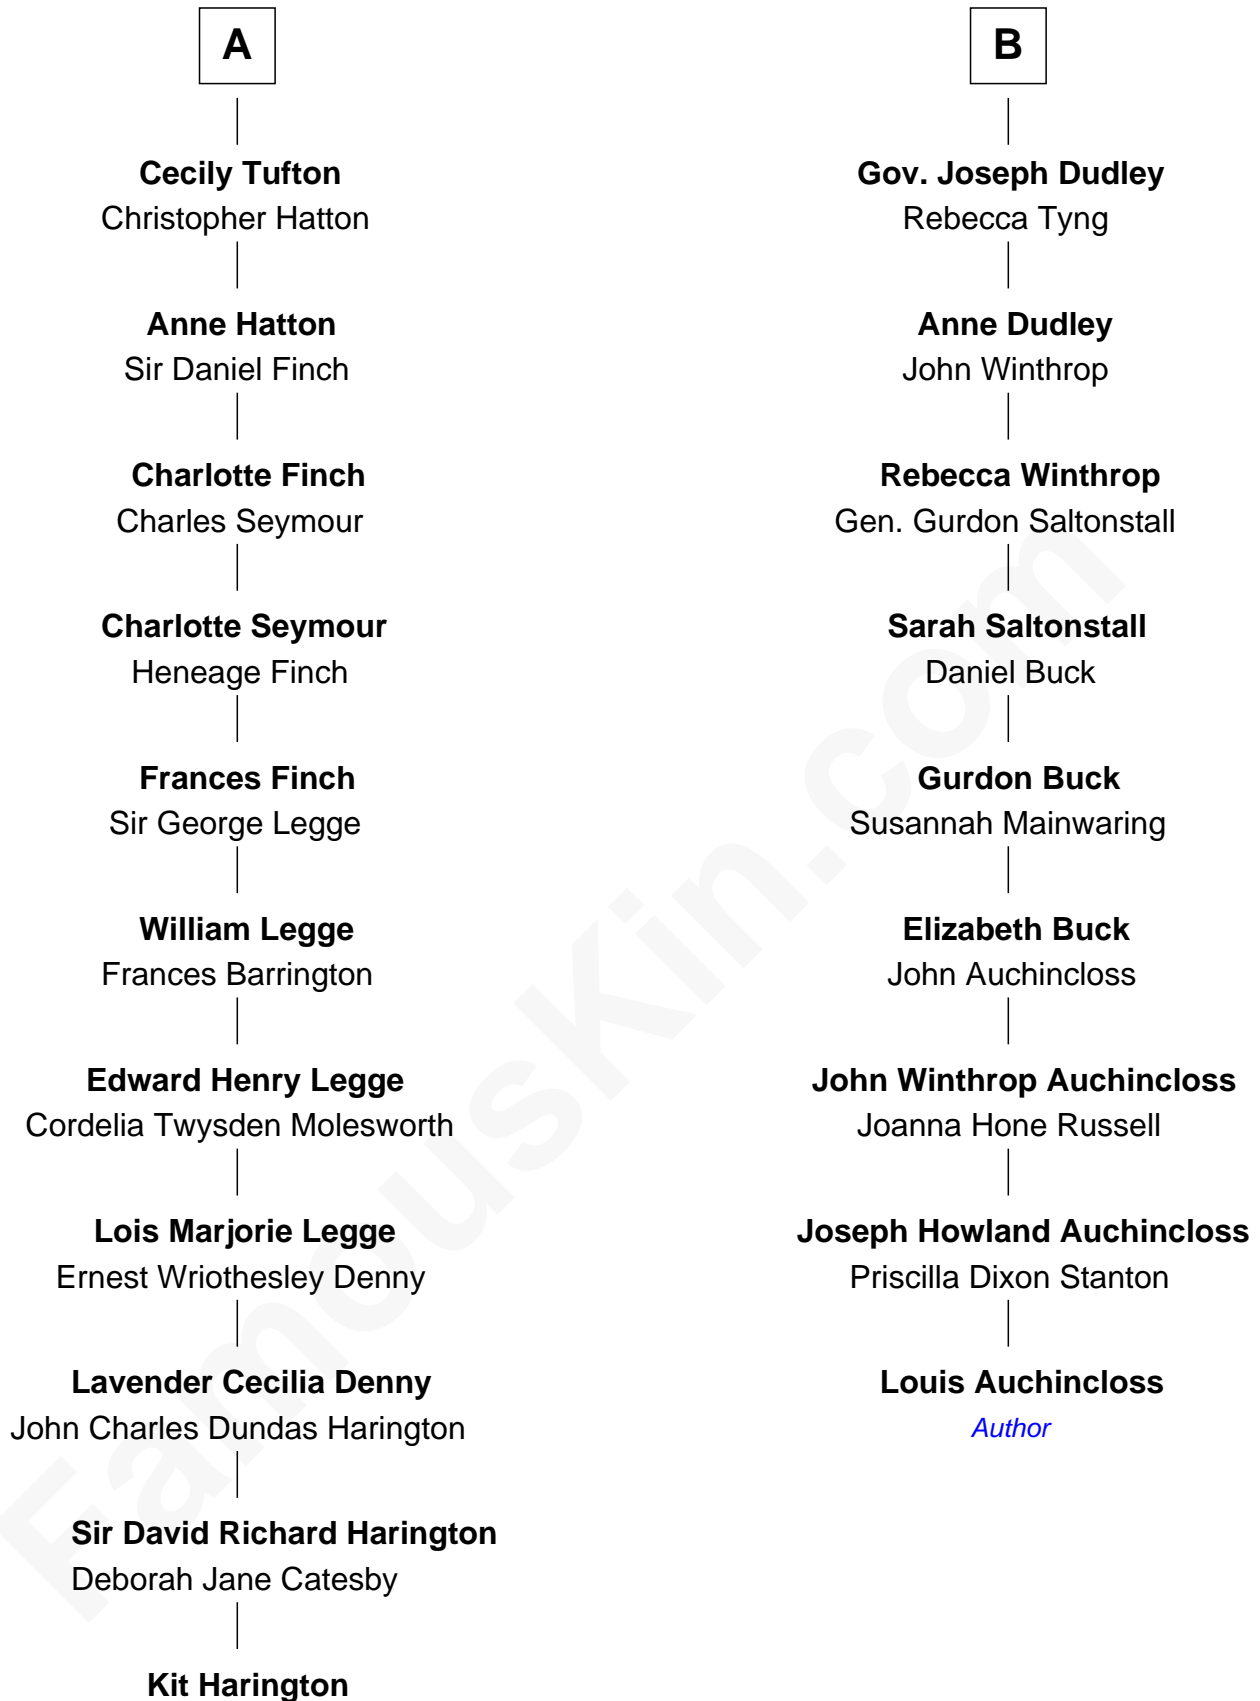 A
Cecily Tufton
Christopher Hatton
Anne Hatton
Sir Daniel Finch
Charlotte Finch
Charles Seymour
Charlotte Seymour
Heneage Finch
Frances Finch
Sir George Legge
William Legge
Frances Barrington
Edward Henry Legge
Cordelia Twysden Molesworth
Lois Marjorie Legge
Ernest Wriothesley Denny
Lavender Cecilia Denny
John Charles Dundas Harington
Sir David Richard Harington
Deborah Jane Catesby
Kit Harington
B
Gov. Joseph Dudley
Rebecca Tyng
Anne Dudley
John Winthrop
Rebecca Winthrop
Gen. Gurdon Saltonstall
Sarah Saltonstall
Daniel Buck
Gurdon Buck
Susannah Mainwaring
Elizabeth Buck
John Auchincloss
John Winthrop Auchincloss
Joanna Hone Russell
Joseph Howland Auchincloss
Priscilla Dixon Stanton
Louis Auchincloss
Author
FamousKin.com